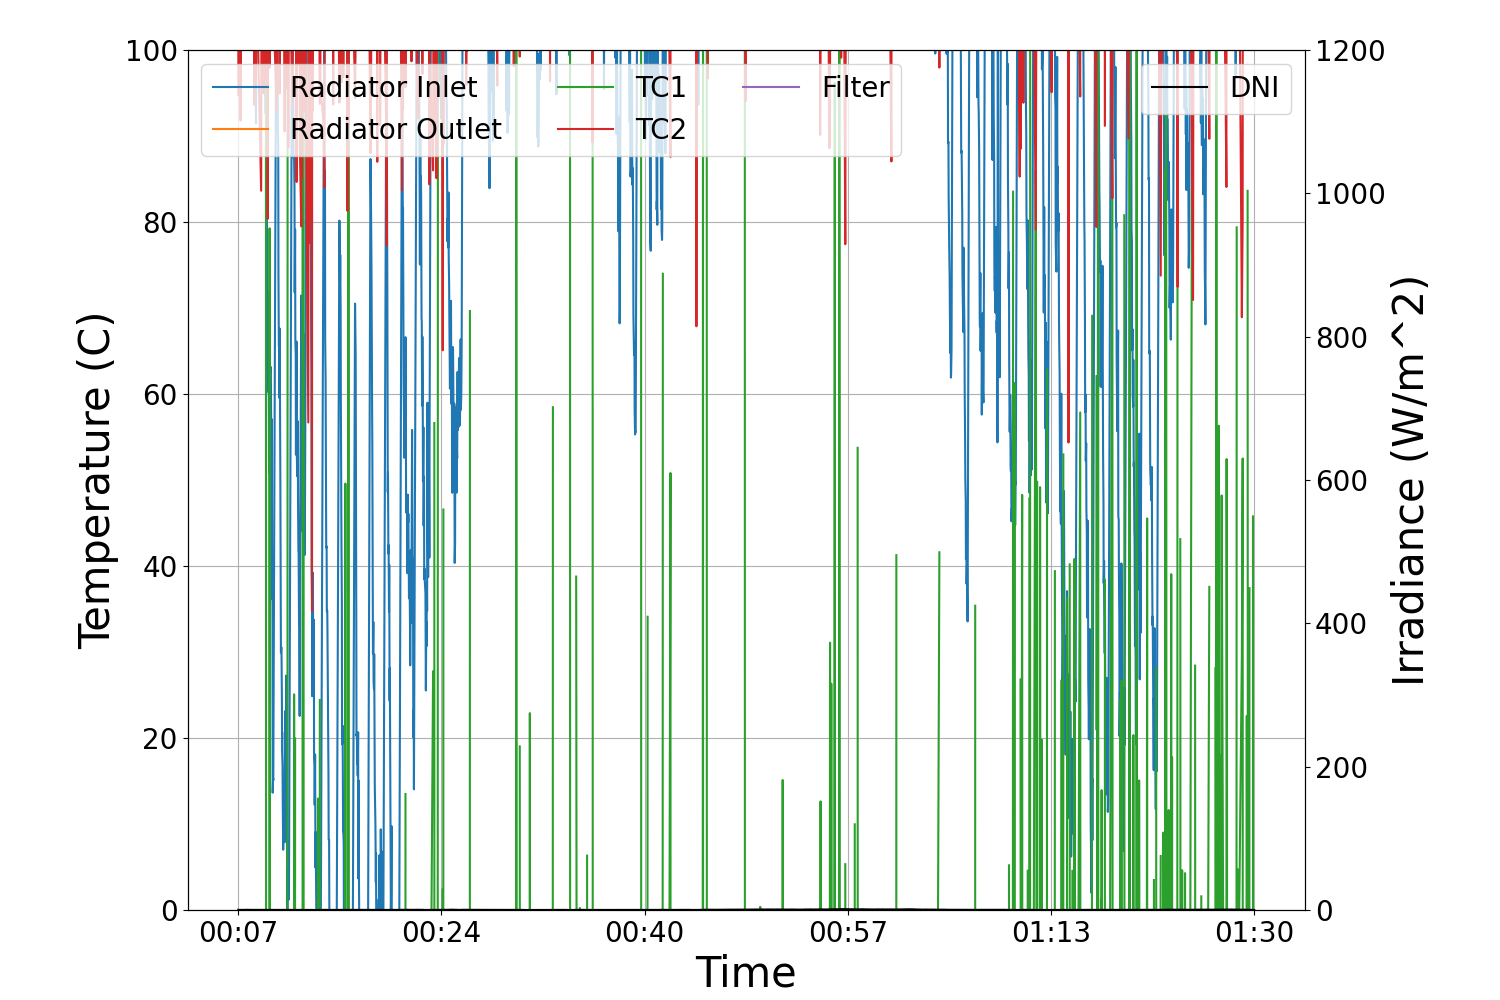 100
80
60
40
20
0
Temperature (C)
Radiator Inlet
Radiator Outlet
TC1
TC2
Filter
DNI
1200
1000
800
600
400
200
0
Irradiance (W/m^2)
00:07
00:24
00:40
00:57
01:13
01:30
Time